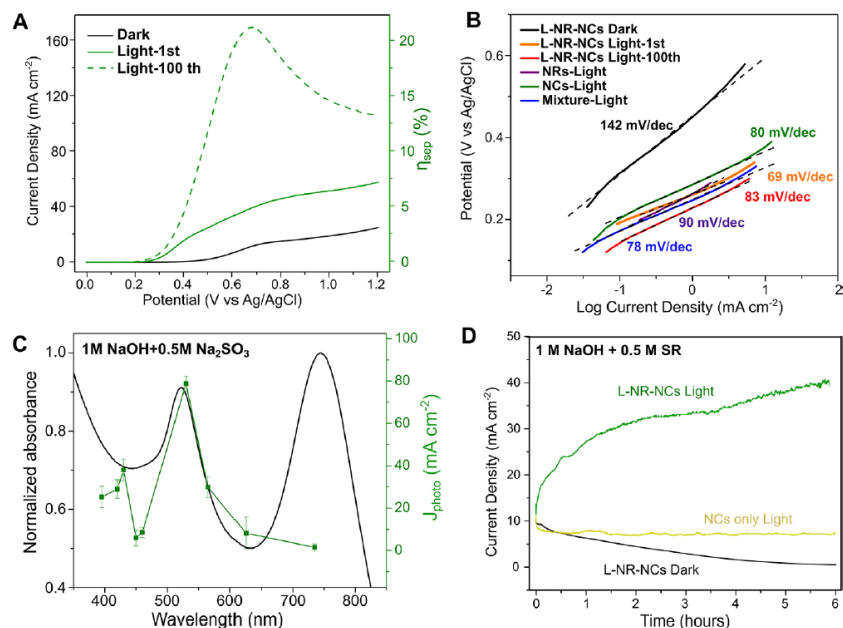 A
Dark
Light-1st
Light-100 th
160
120
80
40
0
Current Density (mA cm⁻²)
0.0 0.2 0.4 0.6 0.8 1.0 1.2
Potential (V vs Ag/AgCl)
20
15
10
5
0
ηsep (%)
B
L-NR-NCs Dark
L-NR-NCs Light-1st
L-NR-NCs Light-100th
NRs-Light
NCs-Light
Mixture-Light
142 mV/dec
80 mV/dec
69 mV/dec
83 mV/dec
90 mV/dec
78 mV/dec
0.6
0.4
0.2
Potential (V vs Ag/AgCl)
-2 -1 0 1 2
Log Current Density (mA cm⁻²)
C
1M NaOH+0.5M Na₂SO₃
1.0
0.8
0.6
0.4
Normalized absorbance
400 500 600 700 800
Wavelength (nm)
100
80
60
40
20
0
Jphoto (mA cm⁻²)
D
1 M NaOH + 0.5 M SR
L-NR-NCs Light
NCs only Light
L-NR-NCs Dark
50
40
30
20
10
0
Current Density (mA cm⁻²)
0 1 2 3 4 5 6
Time (hours)